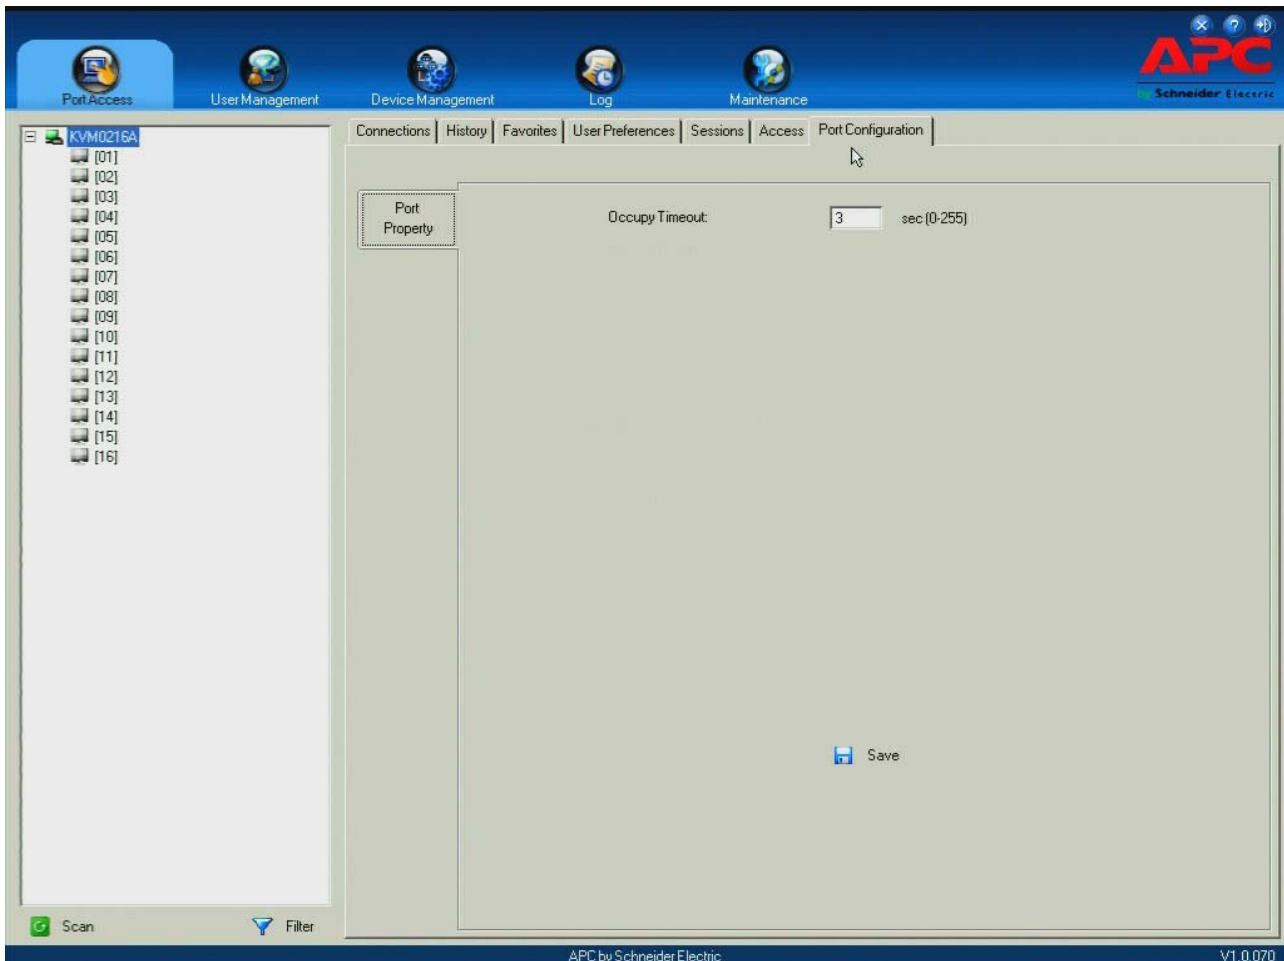 APC
by Schneider Electric
Port Access
User Management
Device Management
Log
Maintenance
KVM0216A
[01]
[02]
[03]
[04]
[05]
[06]
[07]
[08]
[09]
[10]
[11]
[12]
[13]
[14]
[15]
[16]
Connections
History
Favorites
User Preferences
Sessions
Access
Port Configuration
Port
Property
Occupy Timeout: 3 sec (0-255)
Save
Scan
Filter
APC by Schneider Electric
V1.0.070